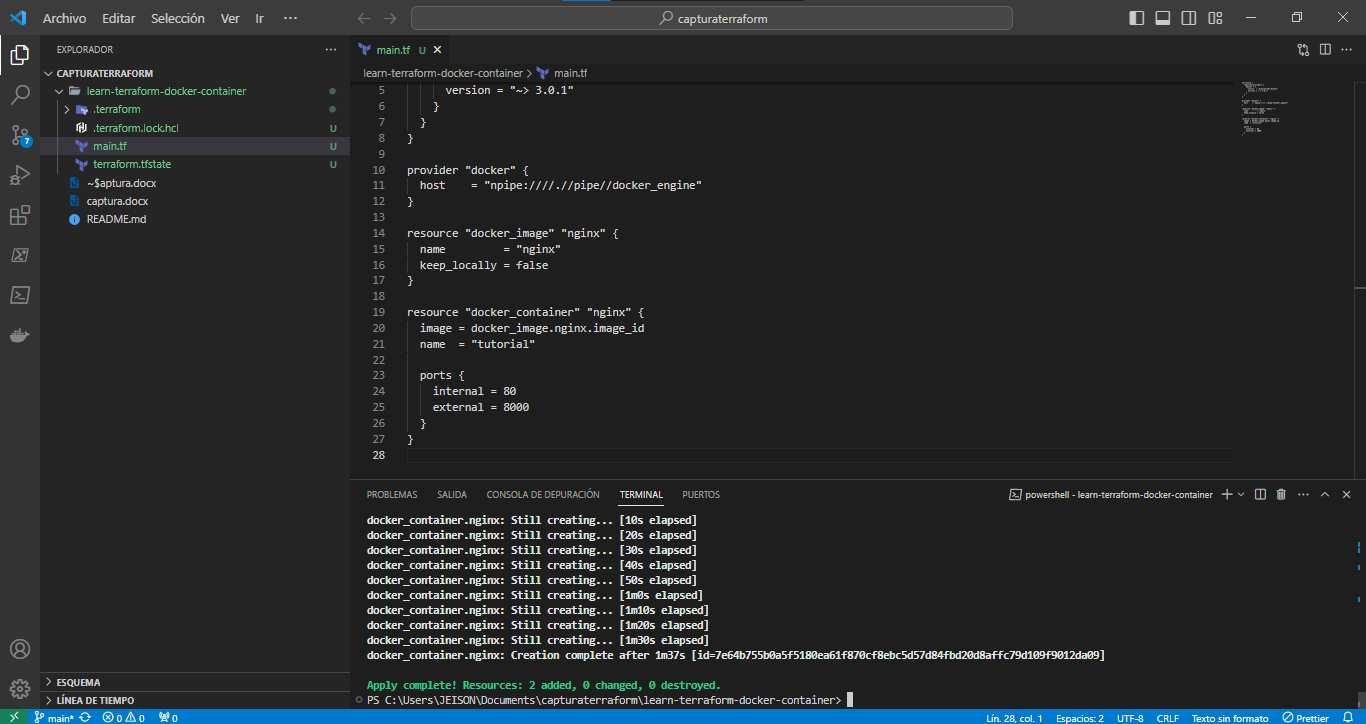 Archivo Editar Selección Ver Ir ···
capturaterraform
EXPLORADOR
CAPTURATERRAFORM
learn-terraform-docker-container
.terraform
.terraform.lock.hcl U
main.tf U
terraform.tfstate U
~$aptura.docx
captura.docx
README.md
7
ESQUEMA
LÍNEA DE TIEMPO
main.tf U
learn-terraform-docker-container > main.tf
5 version = "~> 3.0.1"
6 }
7 }
8 }
9
10 provider "docker" {
11 host    = "npipe:////.//pipe//docker_engine"
12 }
13
14 resource "docker_image" "nginx" {
15 name         = "nginx"
16 keep_locally = false
17 }
18
19 resource "docker_container" "nginx" {
20 image = docker_image.nginx.image_id
21 name  = "tutorial"
22
23 ports {
24 internal = 80
25 external = 8000
26 }
27 }
28
PROBLEMAS SALIDA CONSOLA DE DEPURACIÓN TERMINAL PUERTOS
powershell - learn-terraform-docker-container
docker_container.nginx: Still creating... [10s elapsed]
docker_container.nginx: Still creating... [20s elapsed]
docker_container.nginx: Still creating... [30s elapsed]
docker_container.nginx: Still creating... [40s elapsed]
docker_container.nginx: Still creating... [50s elapsed]
docker_container.nginx: Still creating... [1m0s elapsed]
docker_container.nginx: Still creating... [1m10s elapsed]
docker_container.nginx: Still creating... [1m20s elapsed]
docker_container.nginx: Still creating... [1m30s elapsed]
docker_container.nginx: Creation complete after 1m37s [id=7e64b755b0a5f5180ea61f870cf8ebc5d57d84fbd20d8affc79d109f9012da09]
Apply complete! Resources: 2 added, 0 changed, 0 destroyed.
PS C:\Users\JEISON\Documents\capturaterraform\learn-terraform-docker-container>
main* 0 0 0
Lín. 28, col. 1 Espacios: 2 UTF-8 CRLF Texto sin formato Prettier